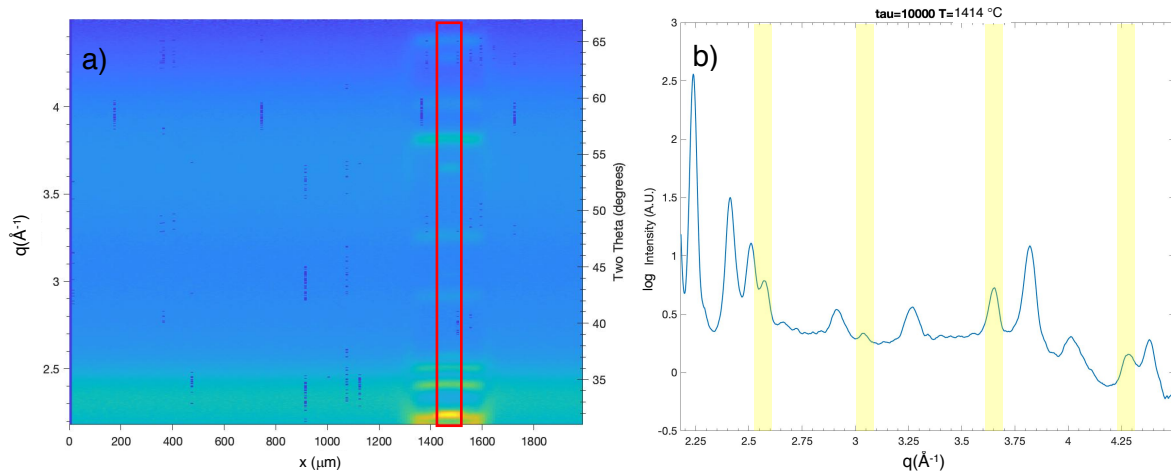 a)
q(Å⁻¹)
4
3.5
3
2.5
65
60
55
50
45
40
35
Two Theta (degrees)
0 200 400 600 800 1000 1200 1400 1600 1800
x (μm)
tau=10000 T=1414 °C
b)
log Intensity (A.U.)
3
2.5
2
1.5
1
0.5
0
-0.5
-0
2.25 2.5 2.75 3 3.25 3.5 3.75 4 4.25
q(Å⁻¹)